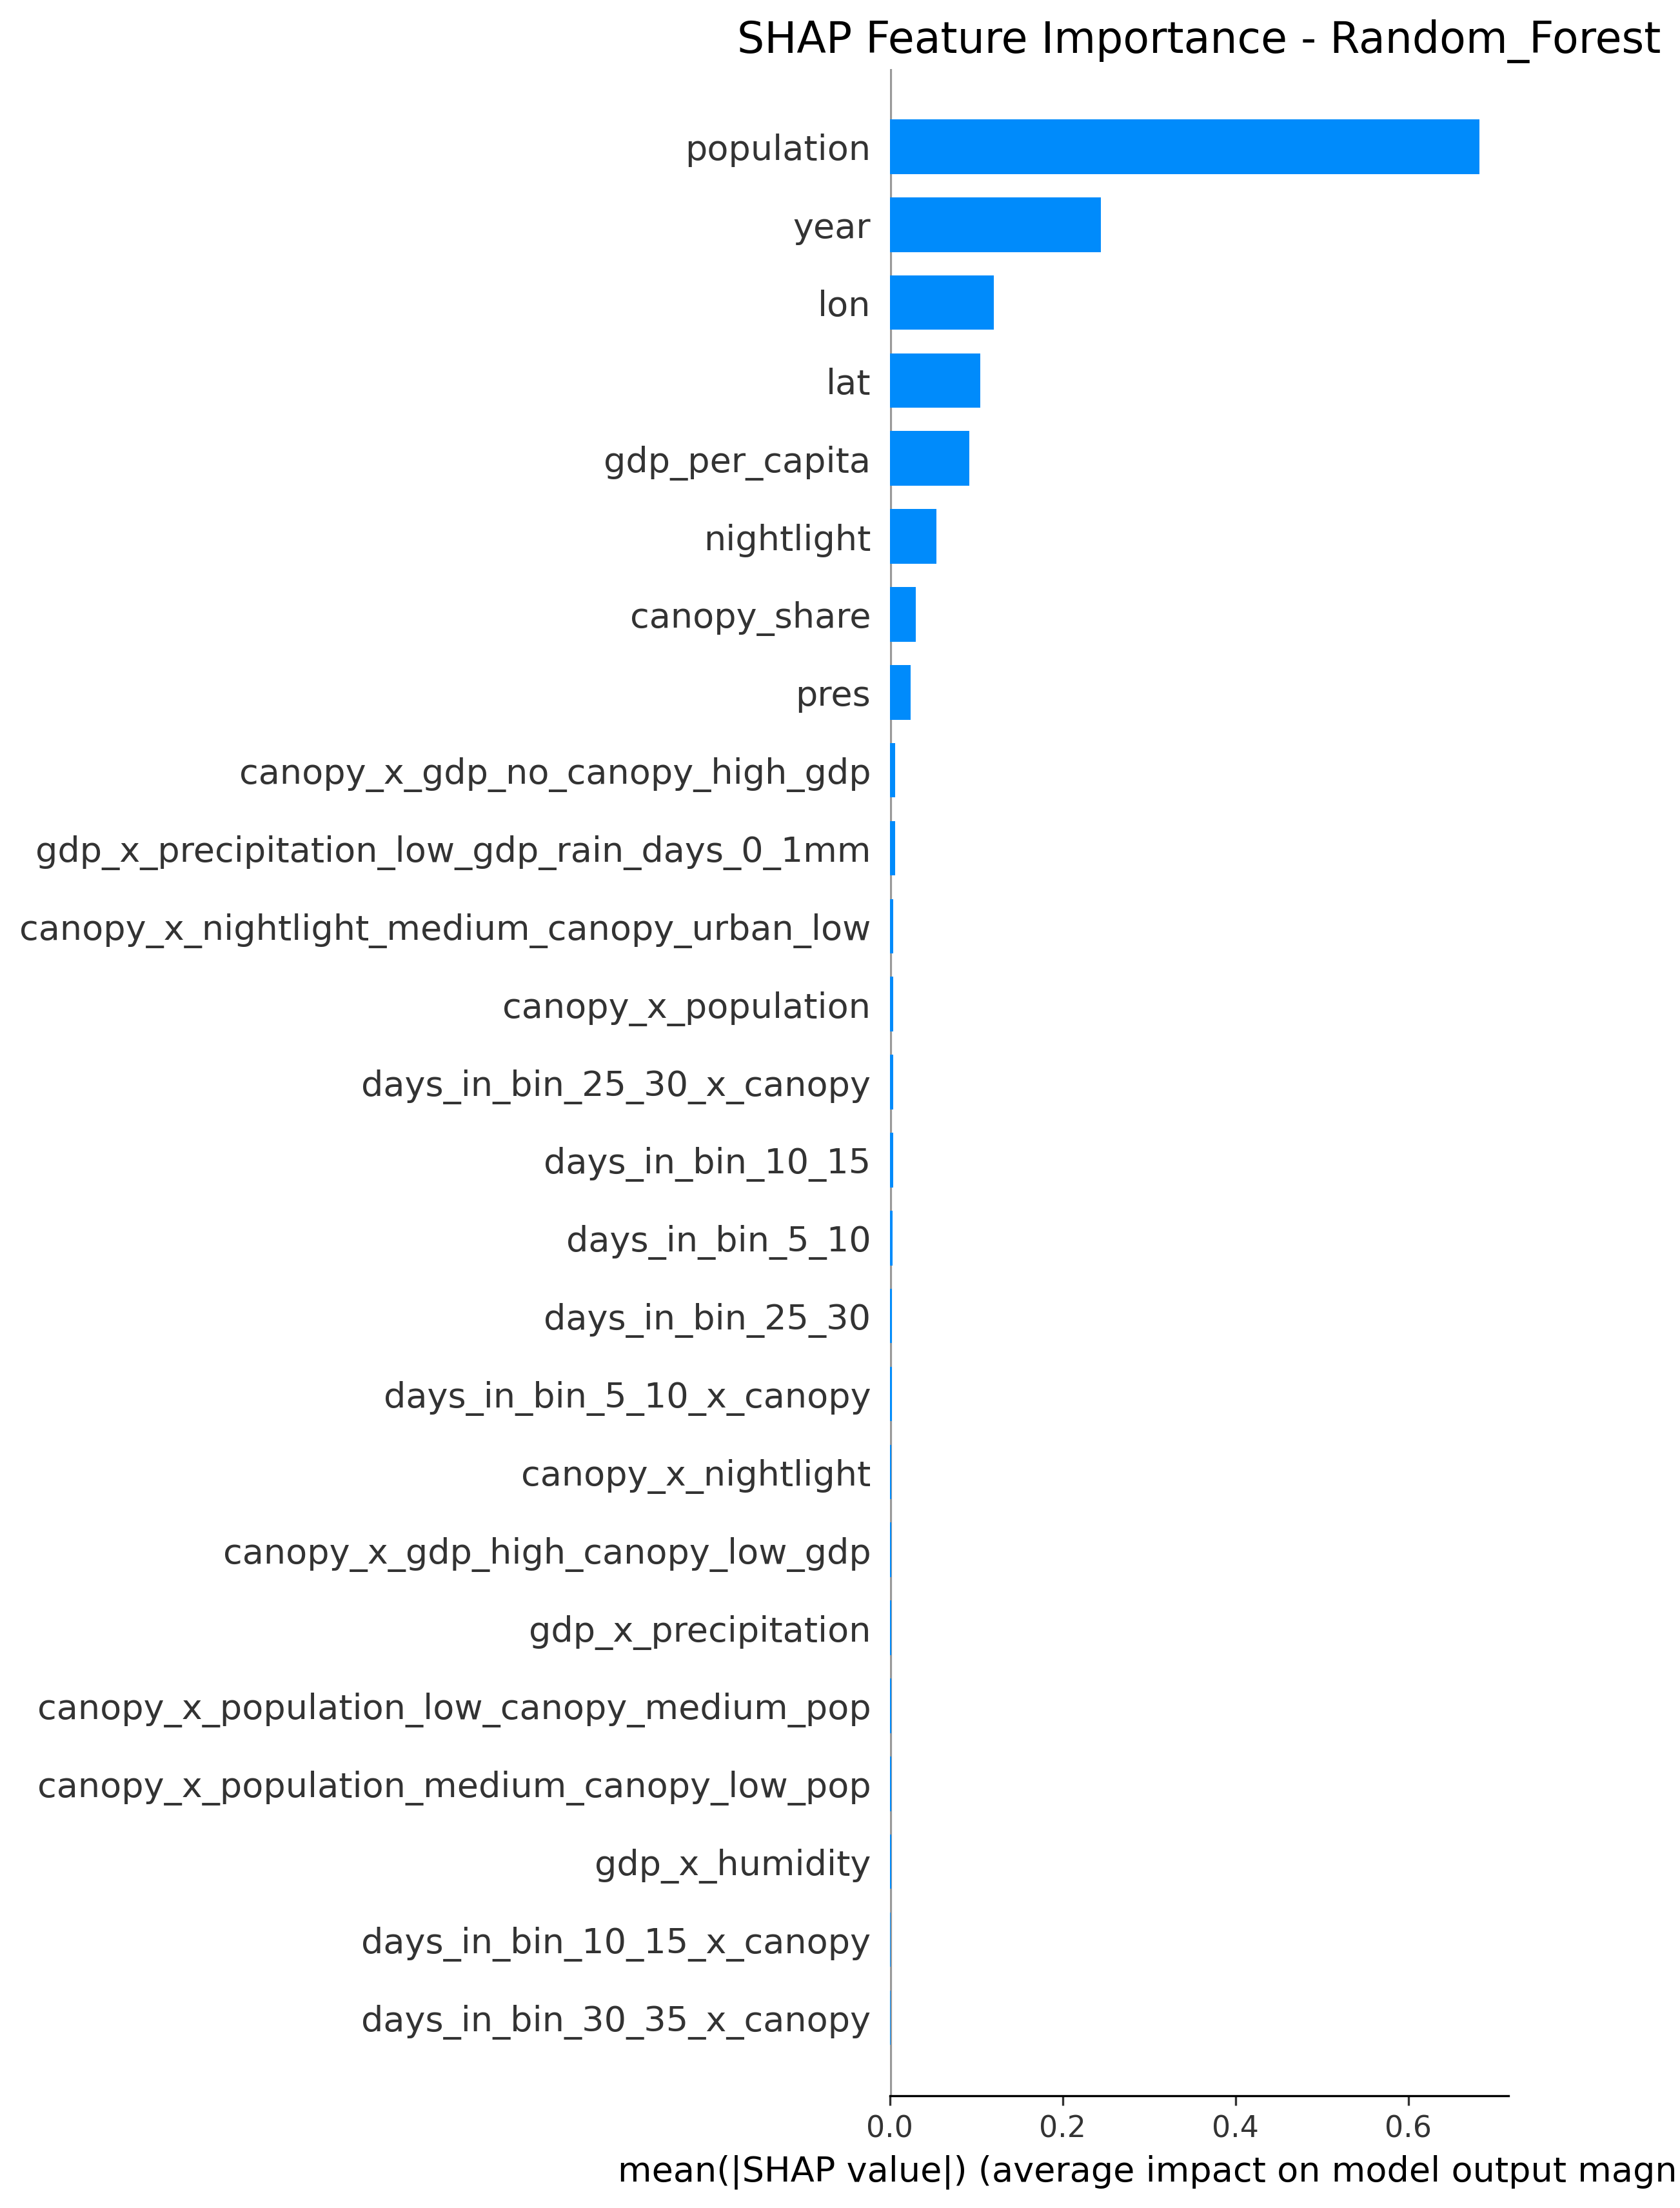 SHAP Feature Importance - Random_Forest
population
year
lon
lat
gdp_per_capita
nightlight
canopy_share
pres
canopy_x_gdp_no_canopy_high_gdp
gdp_x_precipitation_low_gdp_rain_days_0_1mm
canopy_x_nightlight_medium_canopy_urban_low
canopy_x_population
days_in_bin_25_30_x_canopy
days_in_bin_10_15
days_in_bin_5_10
days_in_bin_25_30
days_in_bin_5_10_x_canopy
canopy_x_nightlight
canopy_x_gdp_high_canopy_low_gdp
gdp_x_precipitation
canopy_x_population_low_canopy_medium_pop
canopy_x_population_medium_canopy_low_pop
gdp_x_humidity
days_in_bin_10_15_x_canopy
days_in_bin_30_35_x_canopy
0.0 0.2 0.4 0.6
mean(|SHAP value|) (average impact on model output magn